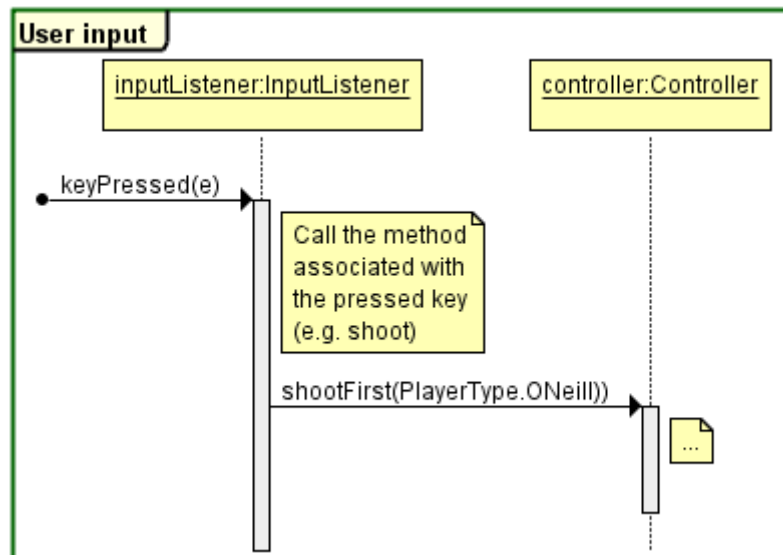 User input
inputListener:InputListener
controller:Controller
keyPressed(e)
Call the method
associated with
the pressed key
(e.g. shoot)
shootFirst(PlayerType.ONeill))
...